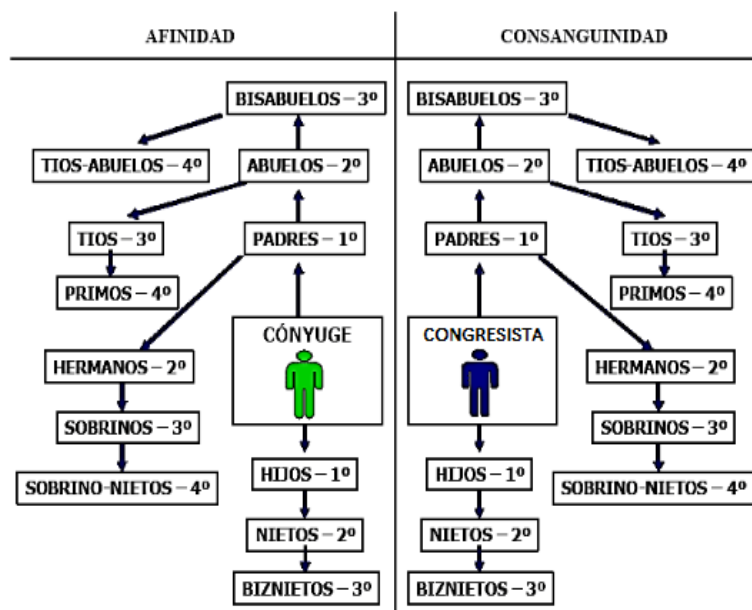 AFINIDAD
CONSANGUINIDAD
BISABUELOS – 3º
BISABUELOS – 3º
TIOS-ABUELOS – 4º
ABUELOS – 2º
ABUELOS – 2º
TIOS-ABUELOS – 4º
TIOS – 3º
PADRES – 1º
PADRES – 1º
TIOS – 3º
PRIMOS – 4º
PRIMOS – 4º
CÓNYUGE
CONGRESISTA
HERMANOS – 2º
HERMANOS – 2º
SOBRINOS – 3º
SOBRINOS – 3º
SOBRINO-NIETOS – 4º
HIJOS – 1º
HIJOS – 1º
SOBRINO-NIETOS – 4º
NIETOS – 2º
NIETOS – 2º
BIZNIETOS – 3º
BIZNIETOS – 3º